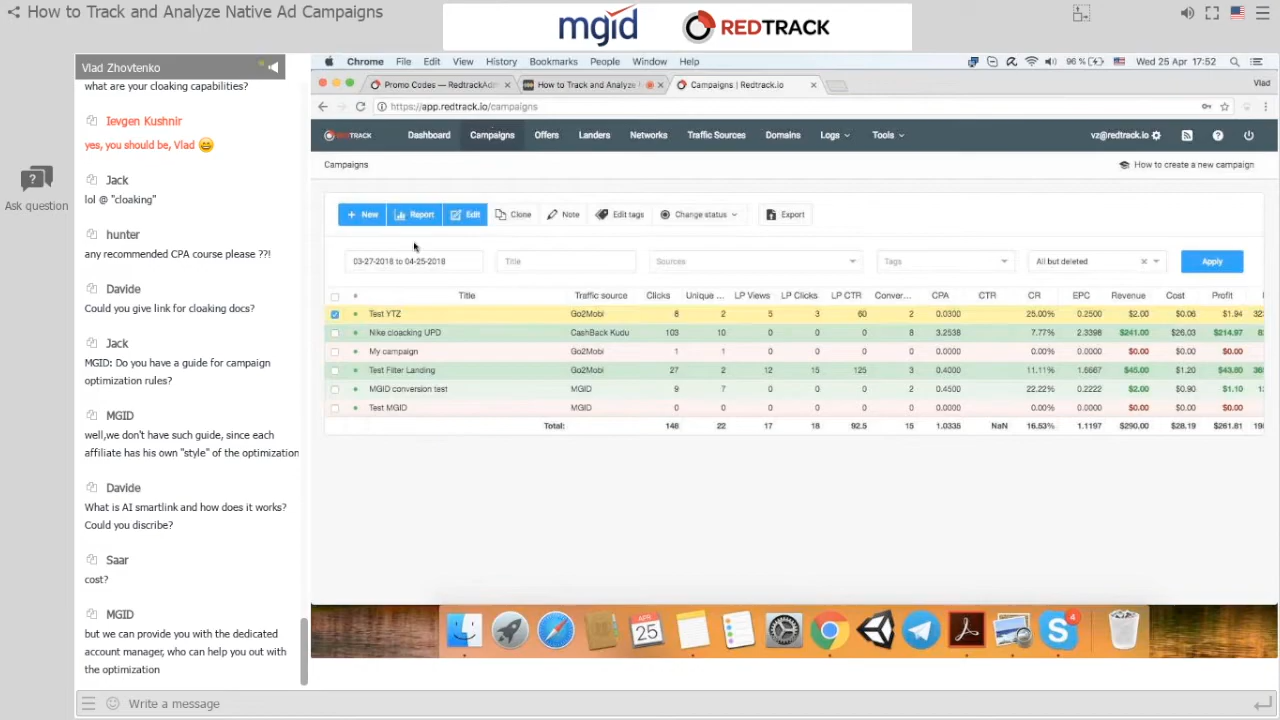 How to Track and Analyze Native Ad Campaigns
mgid REDTRACK
Vlad Zhovtenko
what are your cloaking capabilities?
Ievgen Kushnir
yes, you should be, Vlad
Jack
lol @ "cloaking"
hunter
any recommended CPA course please ??!
Davide
Could you give link for cloaking docs?
Jack
MGID: Do you have a guide for campaign
optimization rules?
MGID
well,we don't have such guide, since each
affiliate has his own "style" of the optimization
Davide
What is AI smartlink and how does it works?
Could you discribe?
Saar
cost?
MGID
but we can provide you with the dedicated
account manager, who can help you out with
the optimization
Write a message
Ask question
Chrome File Edit View History Bookmarks People Window Help 96 % Wed 25 Apr 17:52
Promo Codes — RedtrackAdm How to Track and Analyze Campaigns | Redtrack.io Vlad
https://app.redtrack.io/campaigns
REDTRACK Dashboard Campaigns Offers Landers Networks Traffic Sources Domains Logs Tools vz@redtrack.io
Campaigns How to create a new campaign
+ New Report Edit Clone Note Edit tags Change status Export
03-27-2018 to 04-25-2018 Title Sources Tags All but deleted Apply
Title Traffic source Clicks Unique ... LP Views LP Clicks LP CTR Conver... CPA CTR CR EPC Revenue Cost Profit
Test YTZ Go2Mobi 8 2 5 3 60 2 0.0300 25.00% 0.2500 $2.00 $0.06 $1.94
Nike cloacking UPD CashBack Kudu 103 10 0 0 0 8 3.2538 7.77% 2.3398 $241.00 $26.03 $214.97
My campaign Go2Mobi 1 1 0 0 0 0 0.0000 0.00% 0.0000 $0.00 $0.00 $0.00
Test Filter Landing Go2Mobi 27 2 12 15 125 3 0.4000 11.11% 1.6667 $45.00 $1.20 $43.80
MGID conversion test MGID 9 7 0 0 0 2 0.4500 22.22% 0.2222 $2.00 $0.90 $1.10
Test MGID MGID 0 0 0 0 0 0 0.0000 0.00% 0.0000 $0.00 $0.00 $0.00
Total: 148 22 17 18 92.5 15 1.0335 NaN 16.53% 1.1197 $290.00 $28.19 $261.81
APR
25
4